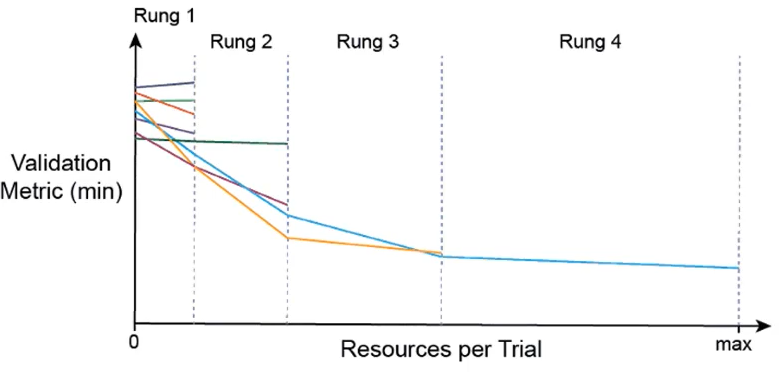 Rung 1
Rung 2
Rung 3
Rung 4
Validation
Metric (min)
0
Resources per Trial
max